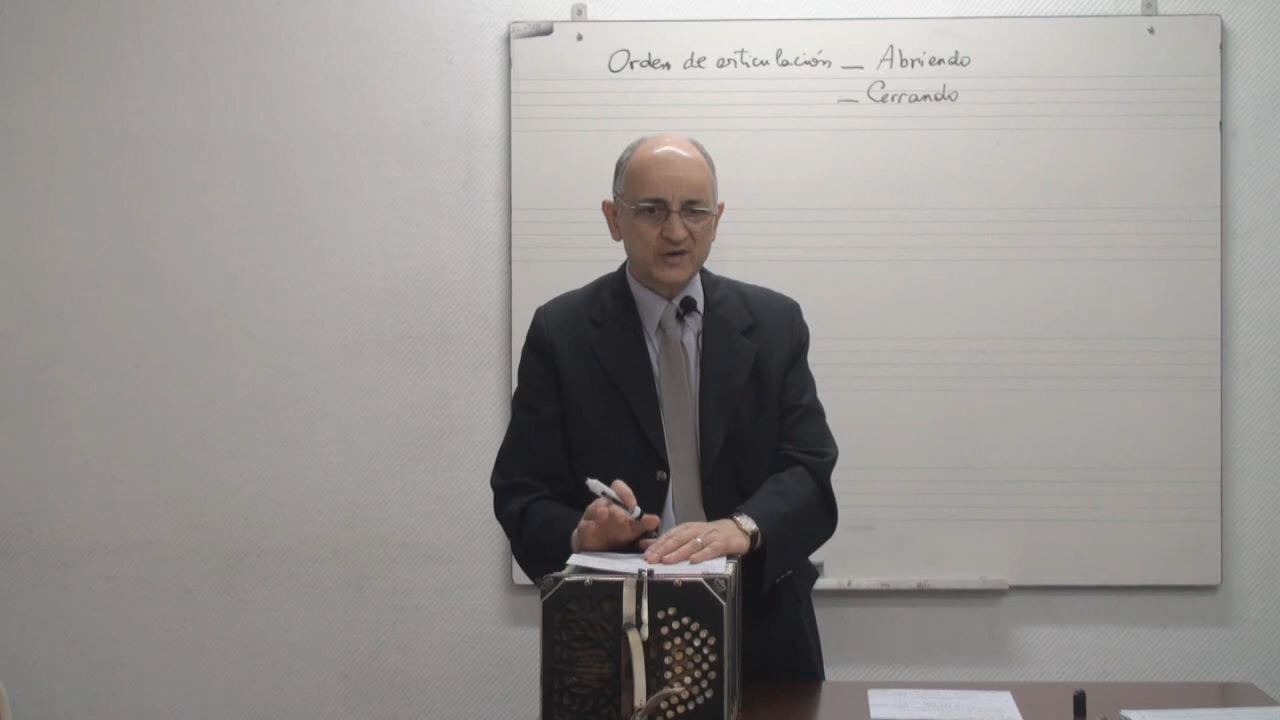 Orden de articulación — Abriendo
— Cerrando